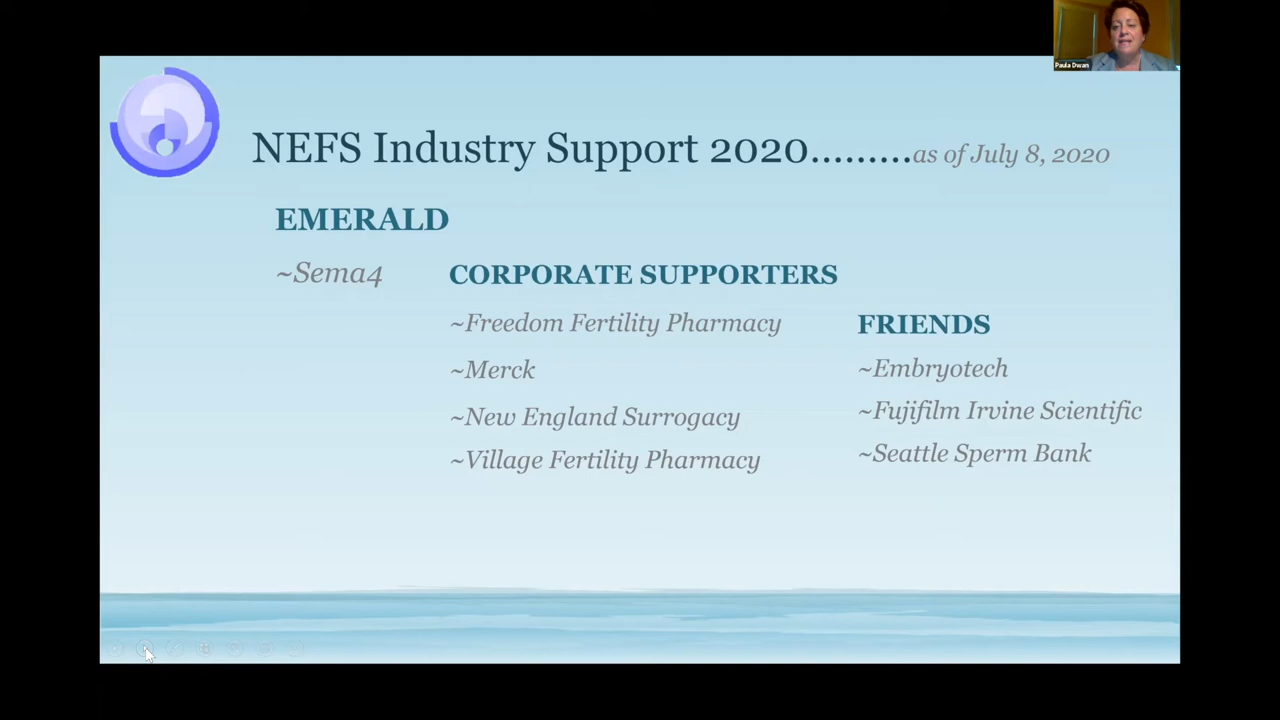 Paula Dwan
NEFS Industry Support 2020.........as of July 8, 2020
EMERALD
~Sema4
CORPORATE SUPPORTERS
~Freedom Fertility Pharmacy
~Merck
~New England Surrogacy
~Village Fertility Pharmacy
FRIENDS
~Embryotech
~Fujifilm Irvine Scientific
~Seattle Sperm Bank